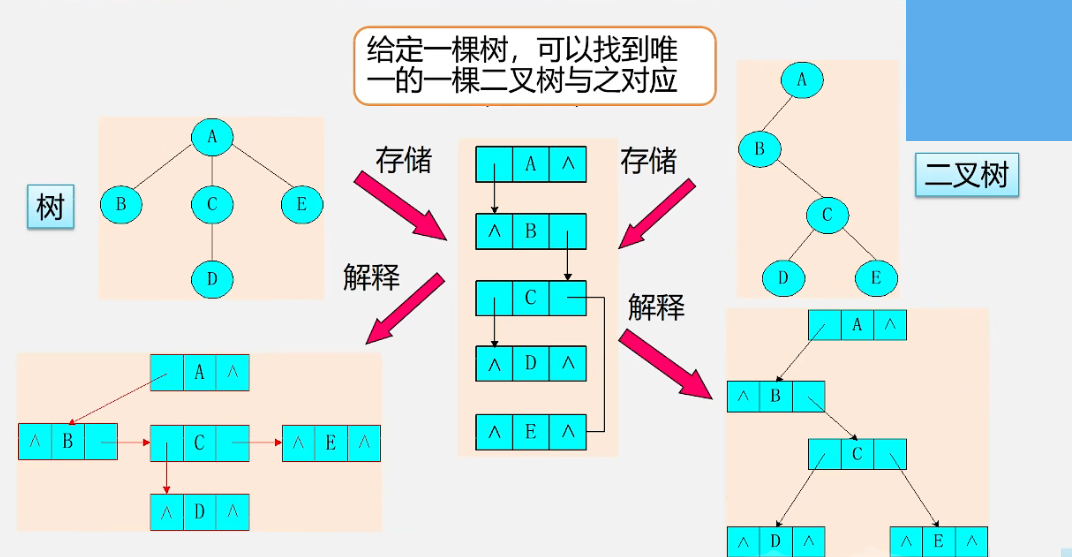 给定一棵树，可以找到唯
一的一棵二叉树与之对应
树
A
B C E
D
存储
解释
A ∧
∧ B
C
∧ D ∧
∧ E ∧
存储
解释
二叉树
A
B
C
D E
A ∧
∧ B C ∧ E ∧
∧ D ∧
A ∧
∧ B
C
∧ D ∧ ∧ E ∧